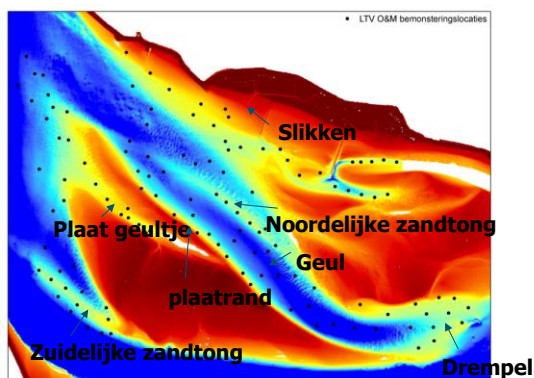 LTV O&M bemonsteringslocaties
Slikken
Plaat geultje
Noordelijke zandtong
Geul
plaatrand
Zuidelijke zandtong
Drempel